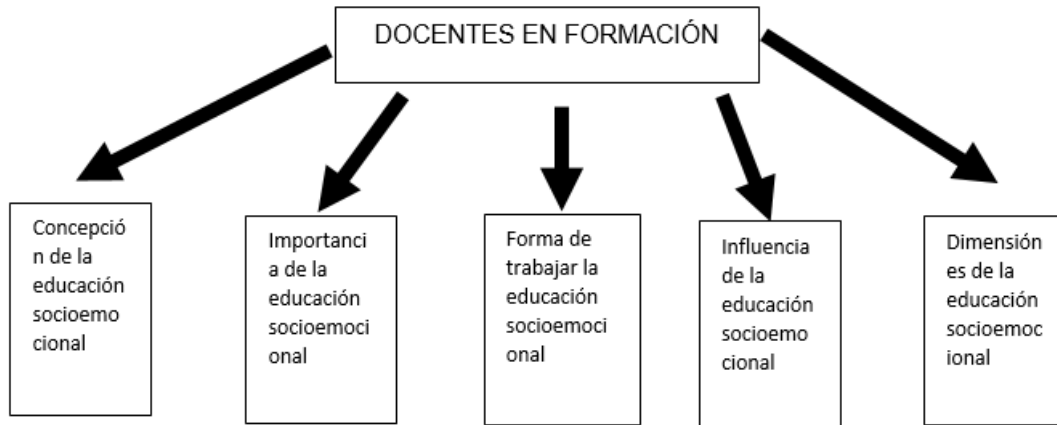 DOCENTES EN FORMACIÓN
Concepció
n de la
educación
socioemo
cional
Importanci
a de la
educación
socioemoci
onal
Forma de
trabajar la
educación
socioemoci
onal
Influencia
de la
educación
socioemo
cional
Dimensión
es de la
educación
socioemoc
ional